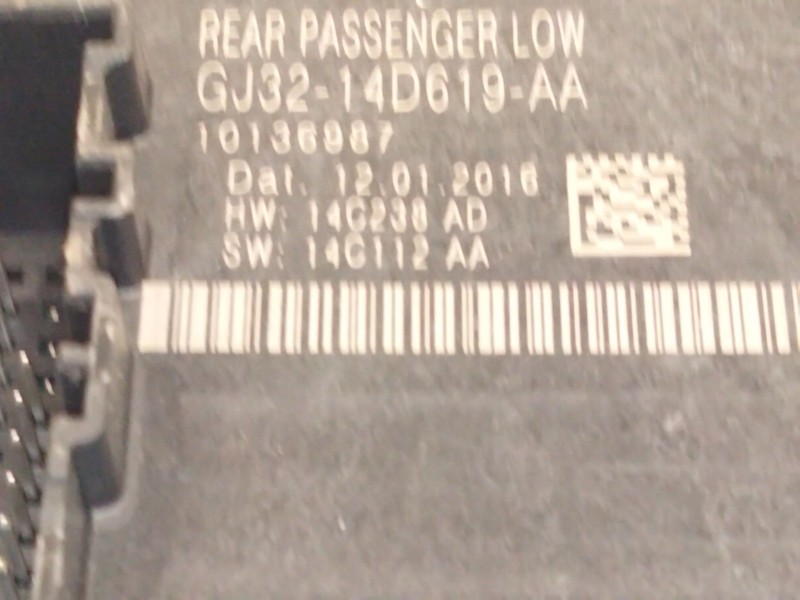 REAR PASSENGER LOW
GJ32-14D619-AA
10136987
Dat. 12.01.2016
HW: 14C238 AD
SW: 14C112 AA